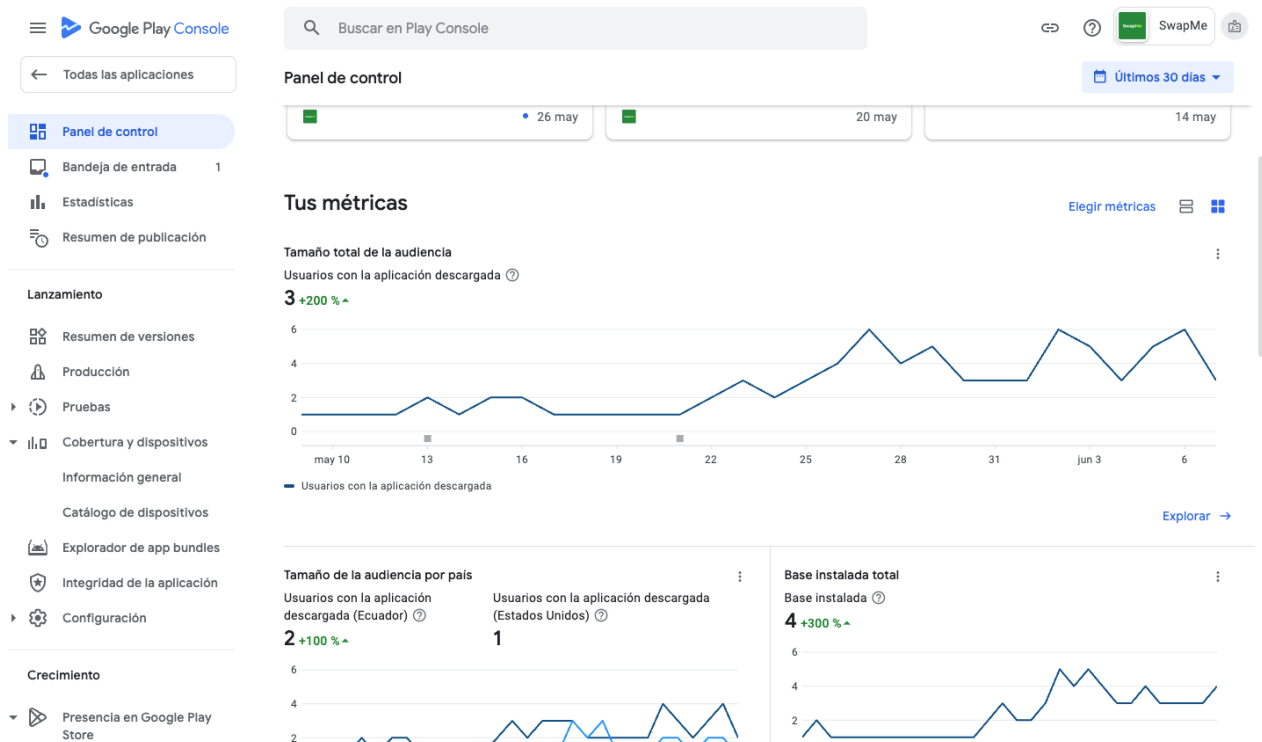 Google Play Console
Buscar en Play Console
SwapMe
Todas las aplicaciones
Panel de control
Últimos 30 días
26 may
20 may
14 may
Panel de control
Bandeja de entrada 1
Estadísticas
Resumen de publicación
Lanzamiento
Resumen de versiones
Producción
Pruebas
Cobertura y dispositivos
Información general
Catálogo de dispositivos
Explorador de app bundles
Integridad de la aplicación
Configuración
Crecimiento
Presencia en Google Play
Store
Tus métricas
Elegir métricas
Tamaño total de la audiencia
Usuarios con la aplicación descargada
3 +200 %
6
4
2
0
may 10 13 16 19 22 25 28 31 jun 3 6
Usuarios con la aplicación descargada
Explorar
Tamaño de la audiencia por país
Usuarios con la aplicación
descargada (Ecuador)
2 +100 %
Usuarios con la aplicación descargada
(Estados Unidos)
1
6
4
2
Base instalada total
Base instalada
4 +300 %
6
4
2